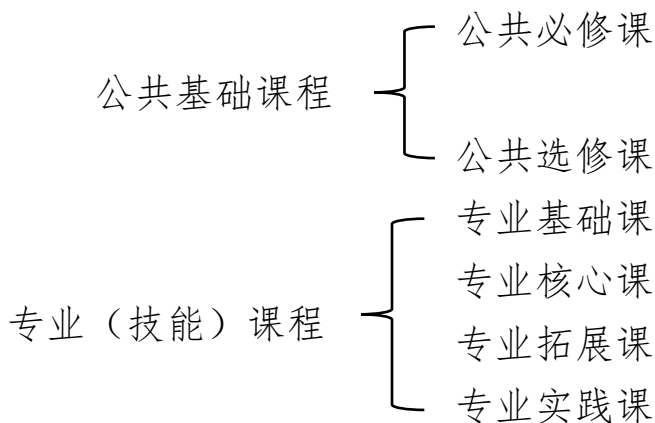 公共基础课程
公共必修课
公共选修课
专业（技能）课程
专业基础课
专业核心课
专业拓展课
专业实践课